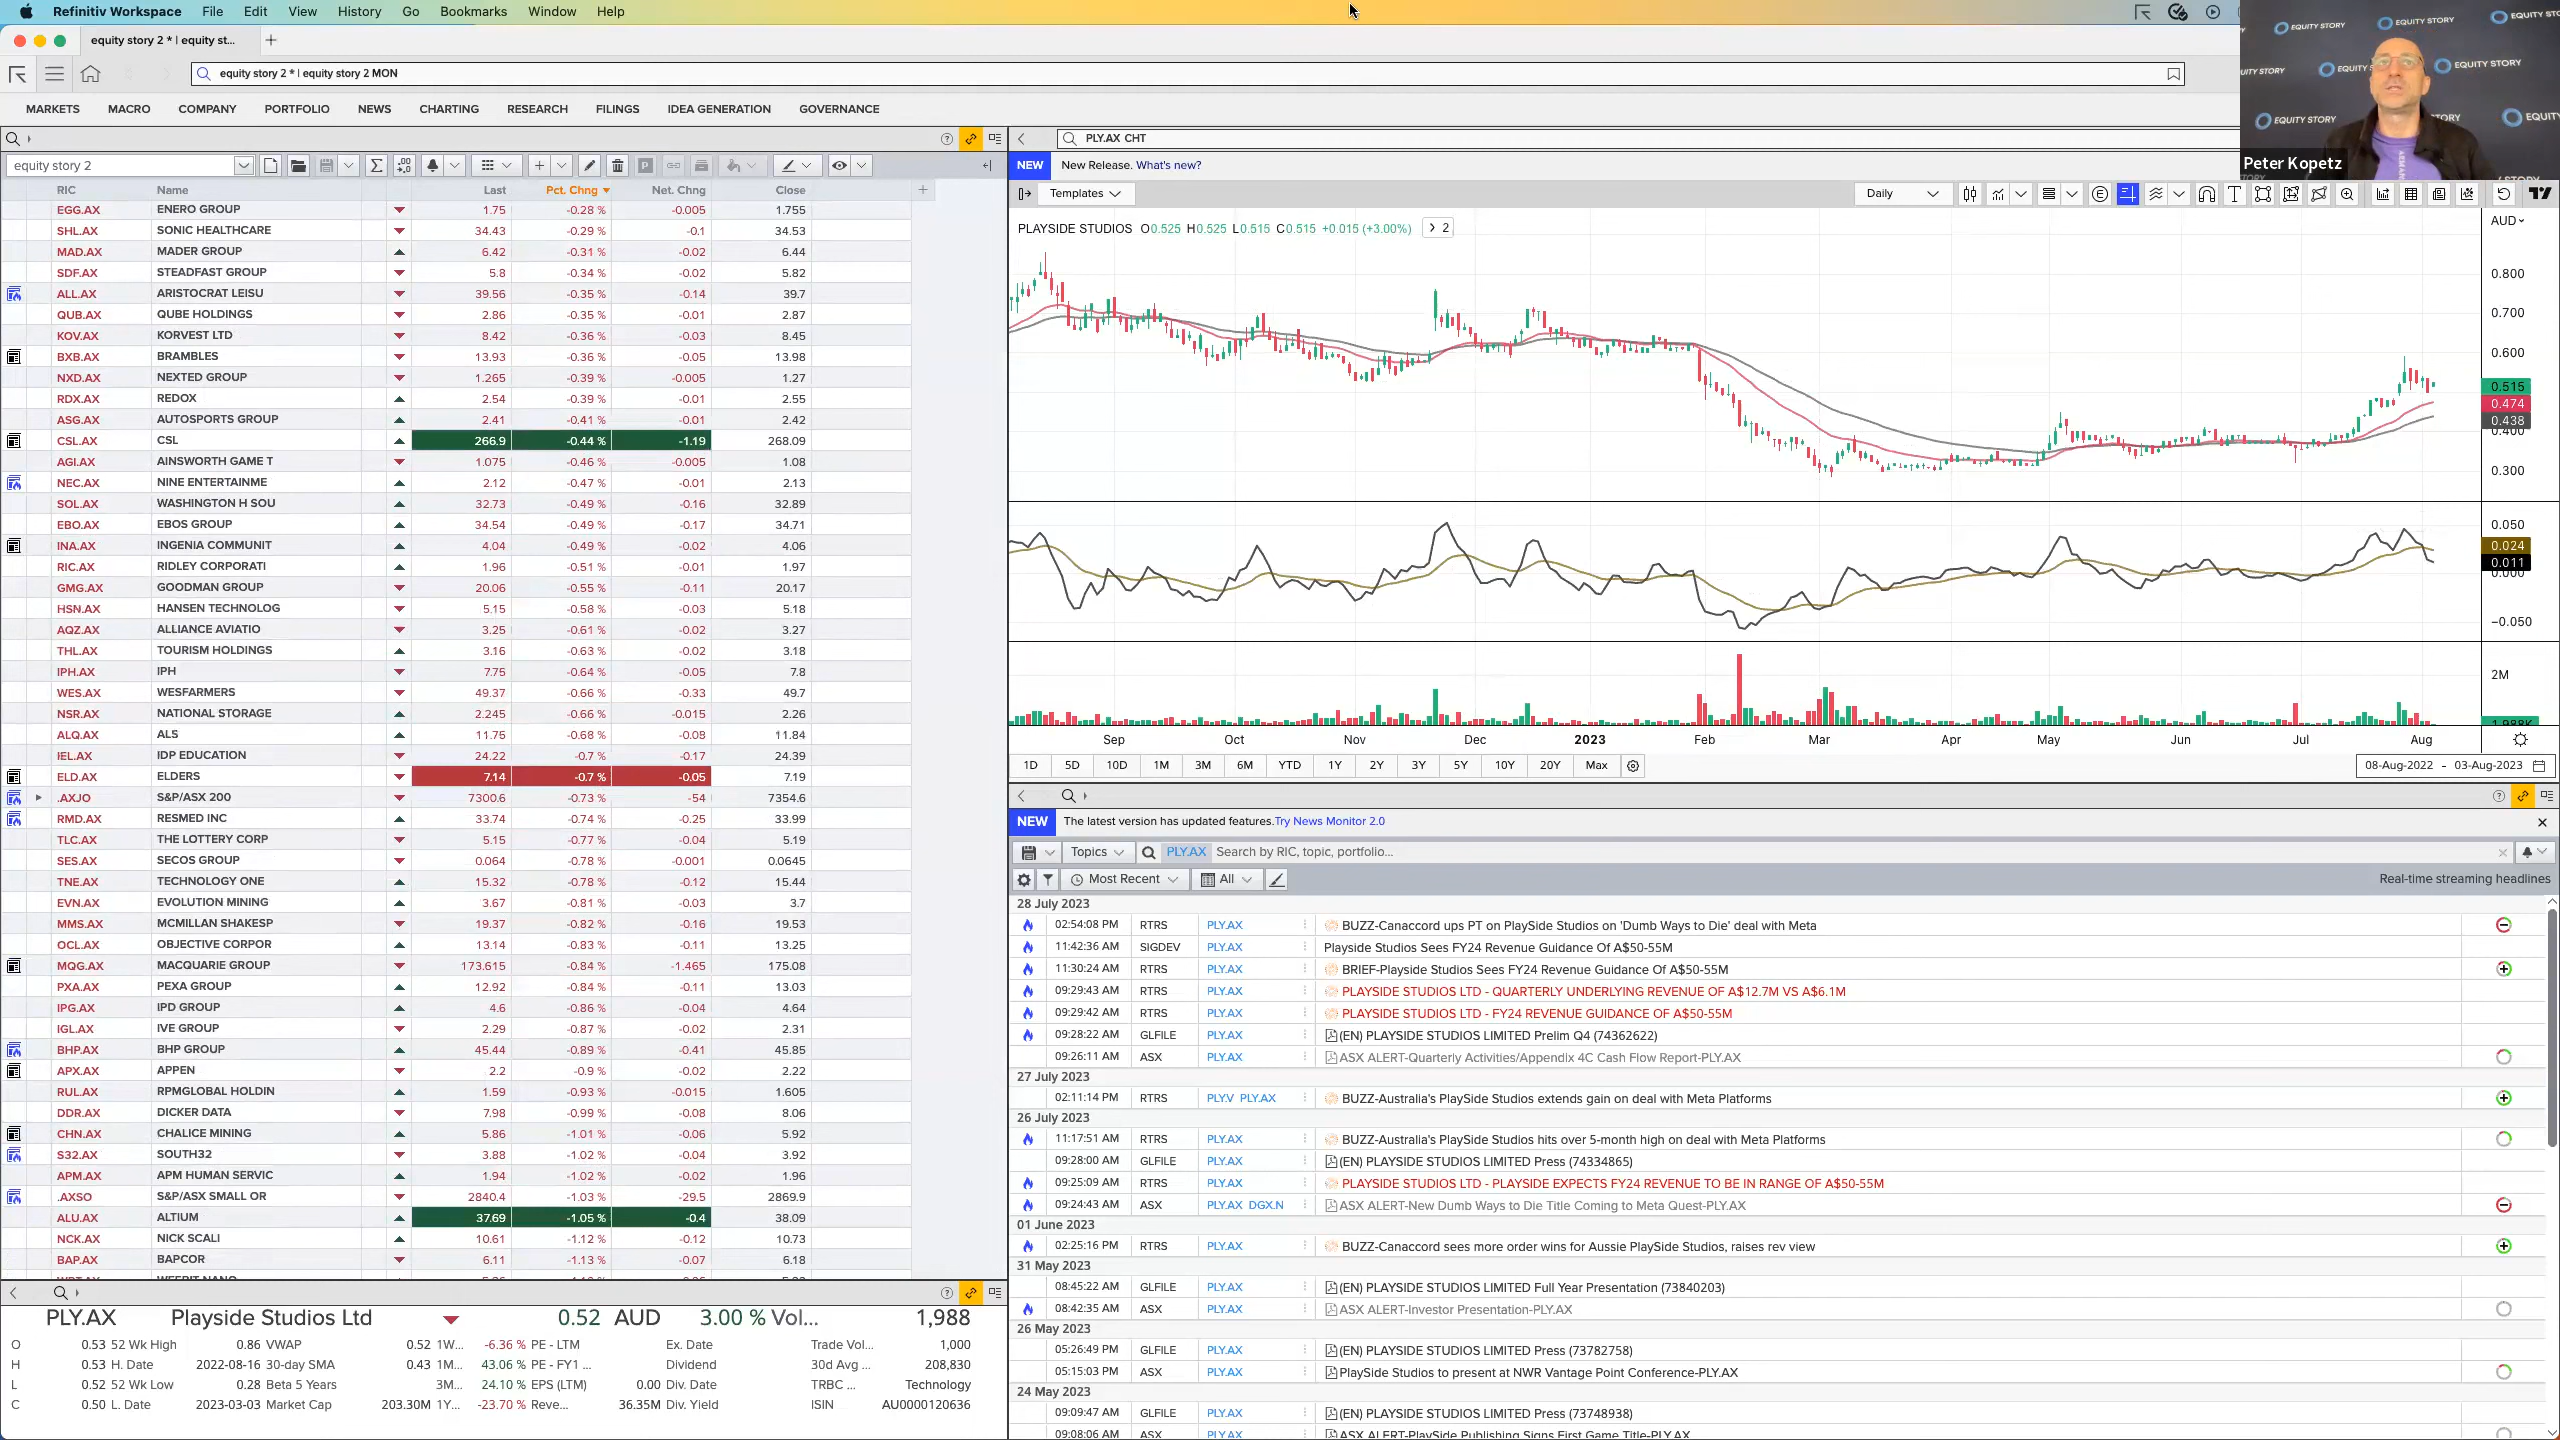 Refinitiv Workspace File Edit View History Go Bookmarks Window Help
equity story 2 * | equity st...
equity story 2 * | equity story 2 MON
MARKETS MACRO COMPANY PORTFOLIO NEWS CHARTING RESEARCH FILINGS IDEA GENERATION GOVERNANCE
equity story 2
RIC Name Last Pct. Chng Net. Chng Close
EGG.AX ENERO GROUP 1.75 -0.28 % -0.005 1.755
SHL.AX SONIC HEALTHCARE 34.43 -0.29 % -0.1 34.53
MAD.AX MADER GROUP 6.42 -0.31 % -0.02 6.44
SDF.AX STEADFAST GROUP 5.8 -0.34 % -0.02 5.82
ALL.AX ARISTOCRAT LEISU 39.56 -0.35 % -0.14 39.7
QUB.AX QUBE HOLDINGS 2.86 -0.35 % -0.01 2.87
KOV.AX KORVEST LTD 8.42 -0.36 % -0.03 8.45
BXB.AX BRAMBLES 13.93 -0.36 % -0.05 13.98
NXD.AX NEXTED GROUP 1.265 -0.39 % -0.005 1.27
RDX.AX REDOX 2.54 -0.39 % -0.01 2.55
ASG.AX AUTOSPORTS GROUP 2.41 -0.41 % -0.01 2.42
CSL.AX CSL 266.9 -0.44 % -1.19 268.09
AGI.AX AINSWORTH GAME T 1.075 -0.46 % -0.005 1.08
NEC.AX NINE ENTERTAINME 2.12 -0.47 % -0.01 2.13
SOL.AX WASHINGTON H SOU 32.73 -0.49 % -0.16 32.89
EBO.AX EBOS GROUP 34.54 -0.49 % -0.17 34.71
INA.AX INGENIA COMMUNIT 4.04 -0.49 % -0.02 4.06
RIC.AX RIDLEY CORPORATI 1.96 -0.51 % -0.01 1.97
GMG.AX GOODMAN GROUP 20.06 -0.55 % -0.11 20.17
HSN.AX HANSEN TECHNOLOG 5.15 -0.58 % -0.03 5.18
AQZ.AX ALLIANCE AVIATIO 3.25 -0.61 % -0.02 3.27
THL.AX TOURISM HOLDINGS 3.16 -0.63 % -0.02 3.18
IPH.AX IPH 7.75 -0.64 % -0.05 7.8
WES.AX WESFARMERS 49.37 -0.66 % -0.33 49.7
NSR.AX NATIONAL STORAGE 2.245 -0.66 % -0.015 2.26
ALQ.AX ALS 11.75 -0.68 % -0.08 11.84
IEL.AX IDP EDUCATION 24.22 -0.7 % -0.17 24.39
ELD.AX ELDERS 7.14 -0.7 % -0.05 7.19
.AXJO S&P/ASX 200 7300.6 -0.73 % -54 7354.6
RMD.AX RESMED INC 33.74 -0.74 % -0.25 33.99
TLC.AX THE LOTTERY CORP 5.15 -0.77 % -0.04 5.19
SES.AX SECOS GROUP 0.064 -0.78 % -0.001 0.0645
TNE.AX TECHNOLOGY ONE 15.32 -0.78 % -0.12 15.44
EVN.AX EVOLUTION MINING 3.67 -0.81 % -0.03 3.7
MMS.AX MCMILLAN SHAKESP 19.37 -0.82 % -0.16 19.53
OCL.AX OBJECTIVE CORPOR 13.14 -0.83 % -0.11 13.25
MQG.AX MACQUARIE GROUP 173.615 -0.84 % -1.465 175.08
PXA.AX PEXA GROUP 12.92 -0.84 % -0.11 13.03
IPG.AX IPD GROUP 4.6 -0.86 % -0.04 4.64
IGL.AX IVE GROUP 2.29 -0.87 % -0.02 2.31
BHP.AX BHP GROUP 45.44 -0.89 % -0.41 45.85
APX.AX APPEN 2.2 -0.9 % -0.02 2.22
RUL.AX RPMGLOBAL HOLDIN 1.59 -0.93 % -0.015 1.605
DDR.AX DICKER DATA 7.98 -0.99 % -0.08 8.06
CHN.AX CHALICE MINING 5.86 -1.01 % -0.06 5.92
S32.AX SOUTH32 3.88 -1.02 % -0.04 3.92
APM.AX APM HUMAN SERVIC 1.94 -1.02 % -0.02 1.96
.AXSO S&P/ASX SMALL OR 2840.4 -1.03 % -29.5 2869.9
ALU.AX ALTIUM 37.69 -1.05 % -0.4 38.09
NCK.AX NICK SCALI 10.61 -1.12 % -0.12 10.73
BAP.AX BAPCOR 6.11 -1.13 % -0.07 6.18
PLY.AX Playside Studios Ltd 0.52 AUD 3.00 % Vol... 1,988
O 0.53 52 Wk High 0.86 VWAP 0.52 1W... -6.36 % PE - LTM Ex. Date Trade Vol... 1,000
H 0.53 H. Date 2022-08-16 30-day SMA 0.43 1M... 43.06 % PE - FY1 ... Dividend 30d Avg ... 208,830
L 0.52 52 Wk Low 0.28 Beta 5 Years 3M... 24.10 % EPS (LTM) 0.00 Div. Date TRBC ... Technology
C 0.50 L. Date 2023-03-03 Market Cap 203.30M 1Y... -23.70 % Reve... 36.35M Div. Yield ISIN AU0000120636
PLY.AX CHT
NEW New Release. What's new?
Templates Daily
PLAYSIDE STUDIOS O0.525 H0.525 L0.515 C0.515 +0.015 (+3.00%) 2
AUD
0.800
0.700
0.600
0.515
0.474
0.438
0.400
0.300
0.050
0.024
0.011
0.000
−0.050
2M
1.988K
Sep Oct Nov Dec 2023 Feb Mar Apr May Jun Jul Aug
1D 5D 10D 1M 3M 6M YTD 1Y 2Y 3Y 5Y 10Y 20Y Max 08-Aug-2022 - 03-Aug-2023
NEW The latest version has updated features.Try News Monitor 2.0
Topics PLY.AX Search by RIC, topic, portfolio...
Most Recent All Real-time streaming headlines
28 July 2023
02:54:08 PM RTRS PLY.AX BUZZ-Canaccord ups PT on PlaySide Studios on 'Dumb Ways to Die' deal with Meta
11:42:36 AM SIGDEV PLY.AX Playside Studios Sees FY24 Revenue Guidance Of A$50-55M
11:30:24 AM RTRS PLY.AX BRIEF-Playside Studios Sees FY24 Revenue Guidance Of A$50-55M
09:29:43 AM RTRS PLY.AX PLAYSIDE STUDIOS LTD - QUARTERLY UNDERLYING REVENUE OF A$12.7M VS A$6.1M
09:29:42 AM RTRS PLY.AX PLAYSIDE STUDIOS LTD - FY24 REVENUE GUIDANCE OF A$50-55M
09:28:22 AM GLFILE PLY.AX (EN) PLAYSIDE STUDIOS LIMITED Prelim Q4 (74362622)
09:26:11 AM ASX PLY.AX ASX ALERT-Quarterly Activities/Appendix 4C Cash Flow Report-PLY.AX
27 July 2023
02:11:14 PM RTRS PLY.V PLY.AX BUZZ-Australia's PlaySide Studios extends gain on deal with Meta Platforms
26 July 2023
11:17:51 AM RTRS PLY.AX BUZZ-Australia's PlaySide Studios hits over 5-month high on deal with Meta Platforms
09:28:00 AM GLFILE PLY.AX (EN) PLAYSIDE STUDIOS LIMITED Press (74334865)
09:25:09 AM RTRS PLY.AX PLAYSIDE STUDIOS LTD - PLAYSIDE EXPECTS FY24 REVENUE TO BE IN RANGE OF A$50-55M
09:24:43 AM ASX PLY.AX DGX.N ASX ALERT-New Dumb Ways to Die Title Coming to Meta Quest-PLY.AX
01 June 2023
02:25:16 PM RTRS PLY.AX BUZZ-Canaccord sees more order wins for Aussie PlaySide Studios, raises rev view
31 May 2023
08:45:22 AM GLFILE PLY.AX (EN) PLAYSIDE STUDIOS LIMITED Full Year Presentation (73840203)
08:42:35 AM ASX PLY.AX ASX ALERT-Investor Presentation-PLY.AX
26 May 2023
05:26:49 PM GLFILE PLY.AX (EN) PLAYSIDE STUDIOS LIMITED Press (73782758)
05:15:03 PM ASX PLY.AX PlaySide Studios to present at NWR Vantage Point Conference-PLY.AX
24 May 2023
09:09:47 AM GLFILE PLY.AX (EN) PLAYSIDE STUDIOS LIMITED Press (73748938)
09:08:06 AM ASX PLY.AX ASX ALERT-PlaySide Publishing Signs First Game Title-PLY.AX
EQUITY STORY
EQUITY STORY
EQUITY STORY
EQUITY STORY
Peter Kopetz